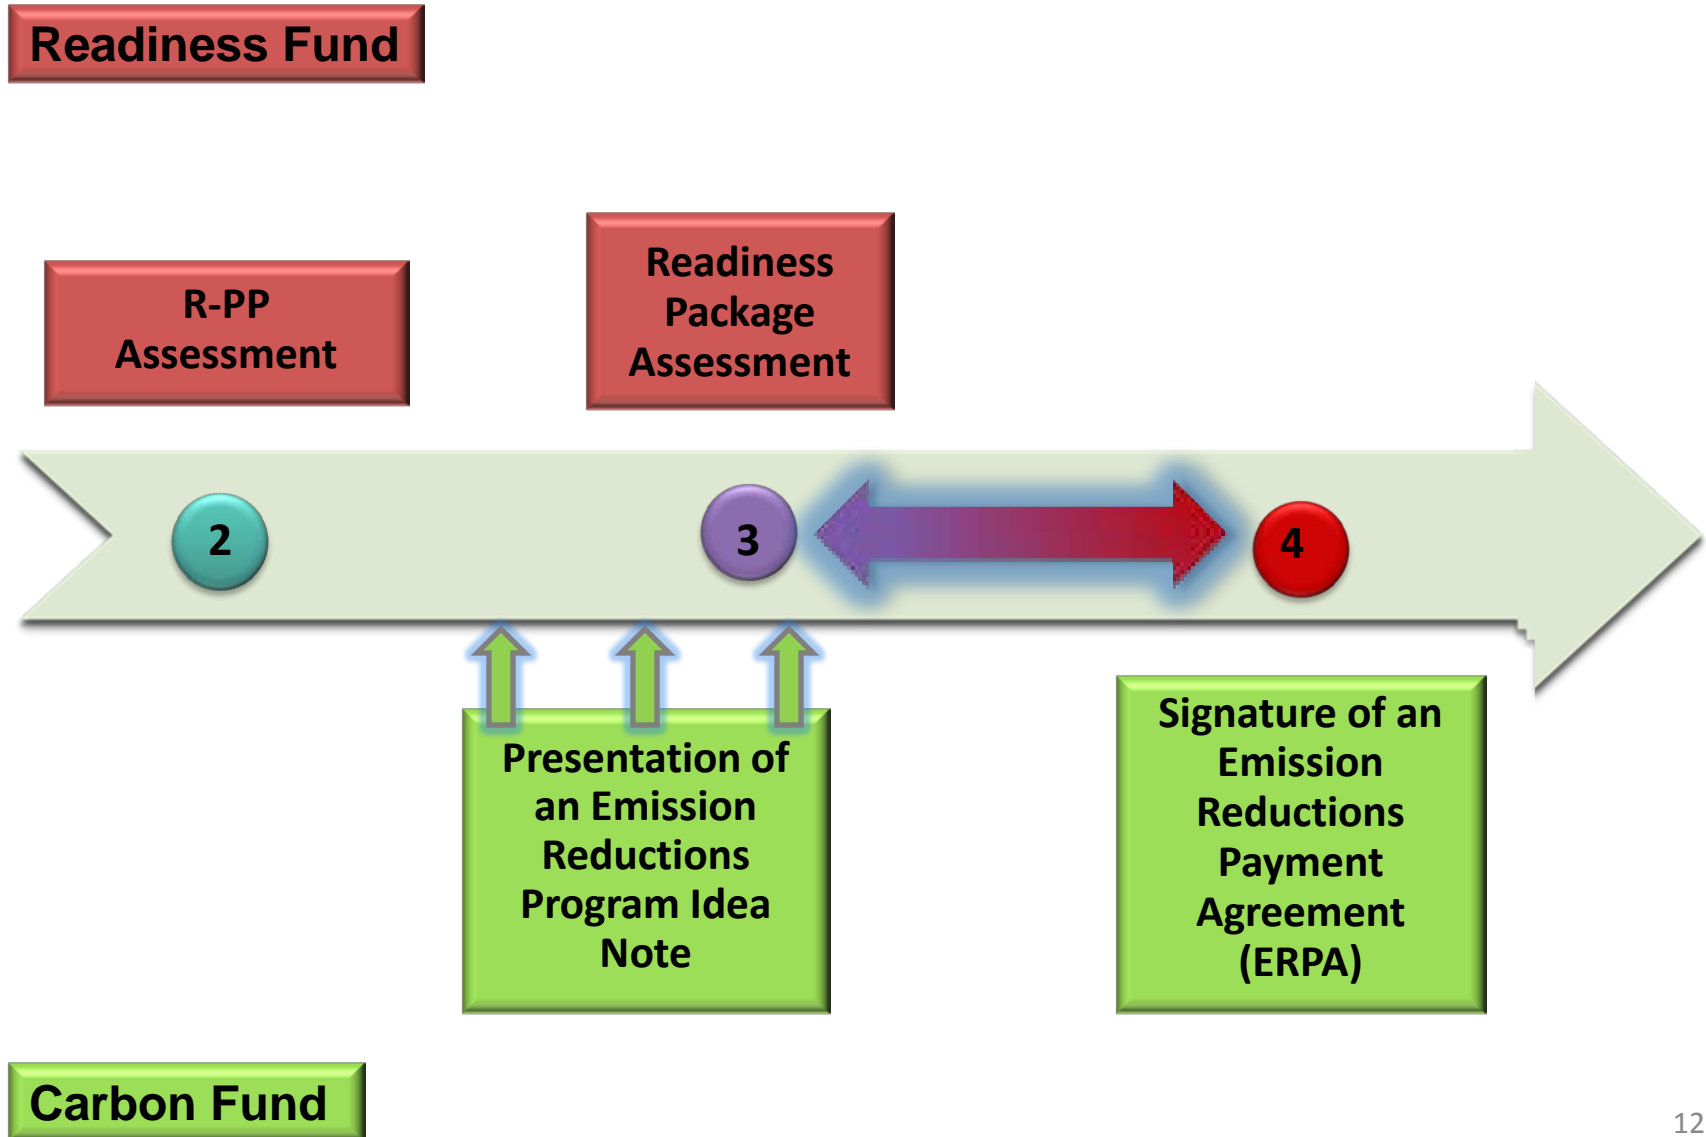 Readiness Fund
R-PP
Assessment
Readiness
Package
Assessment
2
3
4
Presentation of
an Emission
Reductions
Program Idea
Note
Signature of an
Emission
Reductions
Payment
Agreement
(ERPA)
Carbon Fund
12